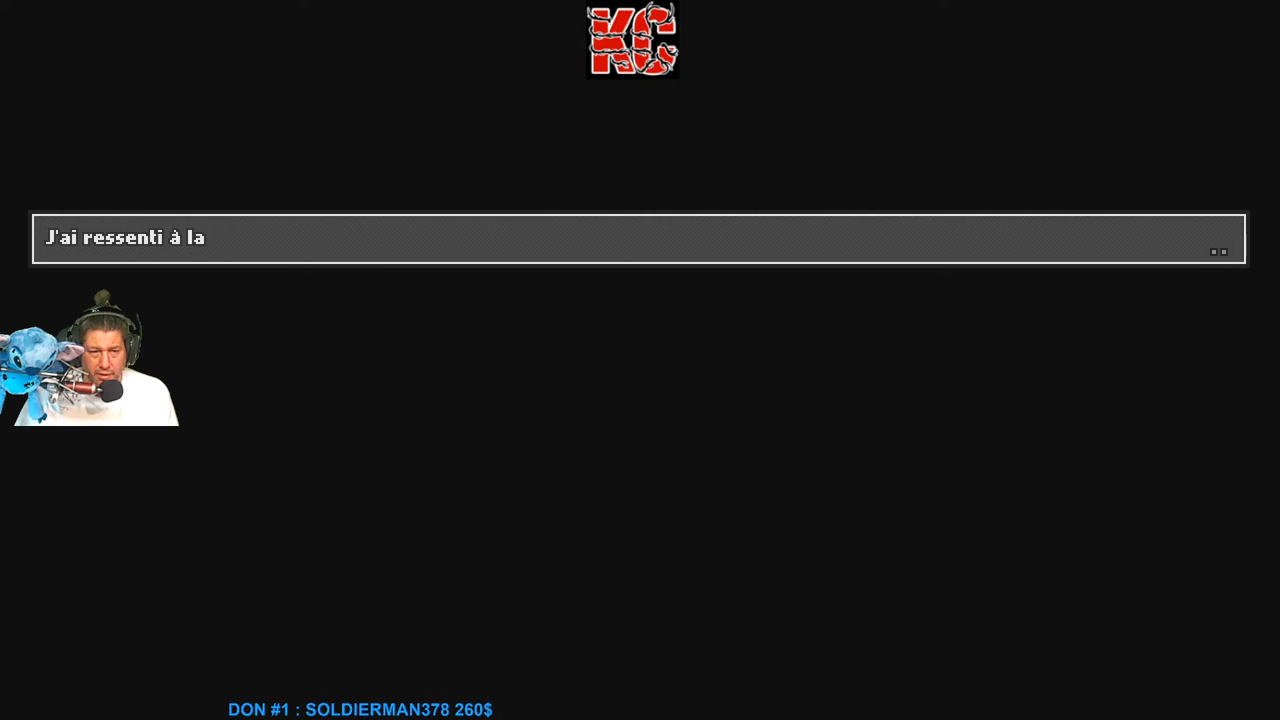 KC
J'ai ressenti à la
DON #1 : SOLDIERMAN378 260$